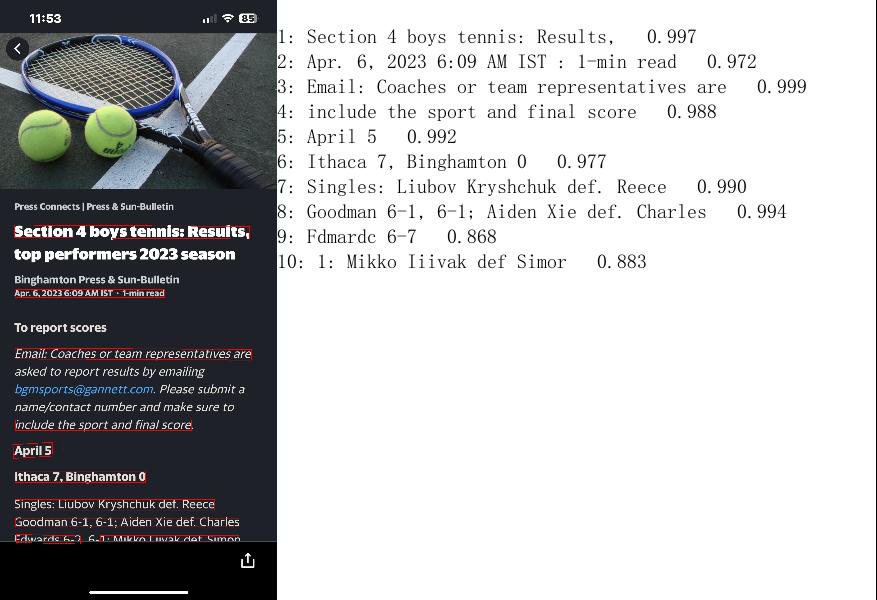 11:53
85
Press Connects | Press & Sun-Bulletin
Section 4 boys tennis: Results,
top performers 2023 season
Binghamton Press & Sun-Bulletin
Apr. 6, 2023 6:09 AM IST · 1-min read
To report scores
Email: Coaches or team representatives are
asked to report results by emailing
bgmsports@gannett.com. Please submit a
name/contact number and make sure to
include the sport and final score.
April 5
Ithaca 7, Binghamton 0
Singles: Liubov Kryshchuk def. Reece
Goodman 6-1, 6-1; Aiden Xie def. Charles
Edwards 6-2, 6-1; Mikko def. Simon
1: Section 4 boys tennis: Results, 0.997
2: Apr. 6, 2023 6:09 AM IST : 1-min read 0.972
3: Email: Coaches or team representatives are 0.999
4: include the sport and final score 0.988
5: April 5 0.992
6: Ithaca 7, Binghamton 0 0.977
7: Singles: Liubov Kryshchuk def. Reece 0.990
8: Goodman 6-1, 6-1; Aiden Xie def. Charles 0.994
9: Fdmardc 6-7 0.868
10: 1: Mikko Iiivak def Simor 0.883